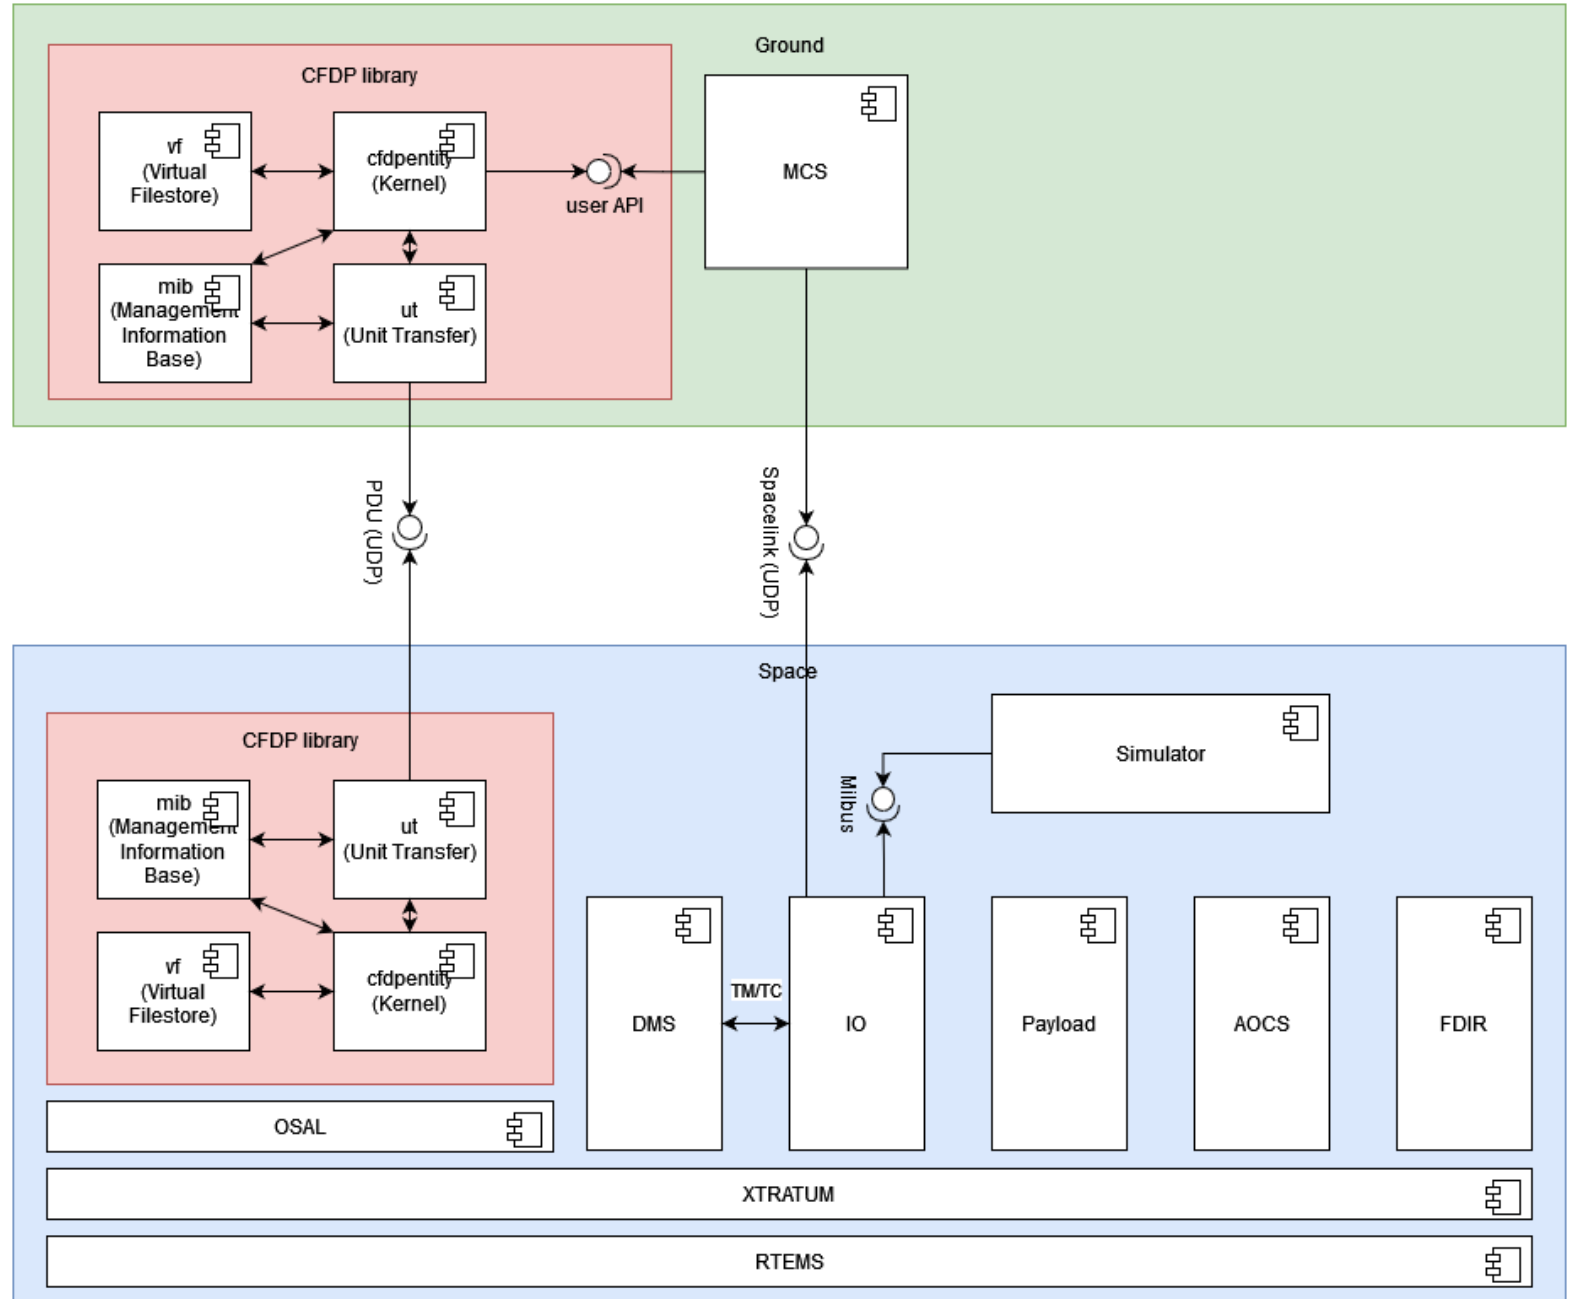 Ground
CFDP library
vf
(Virtual
Filestore)
cfdpentity
(Kernel)
user API
MCS
mib
(Management
Information
Base)
ut
(Unit Transfer)
PDU (UDP)
Spacelink (UDP)
Space
CFDP library
mib
(Management
Information
Base)
ut
(Unit Transfer)
vf
(Virtual
Filestore)
cfdpentity
(Kernel)
Simulator
Milbus
DMS
TM/TC
IO
Payload
AOCS
FDIR
OSAL
XTRATUM
RTEMS